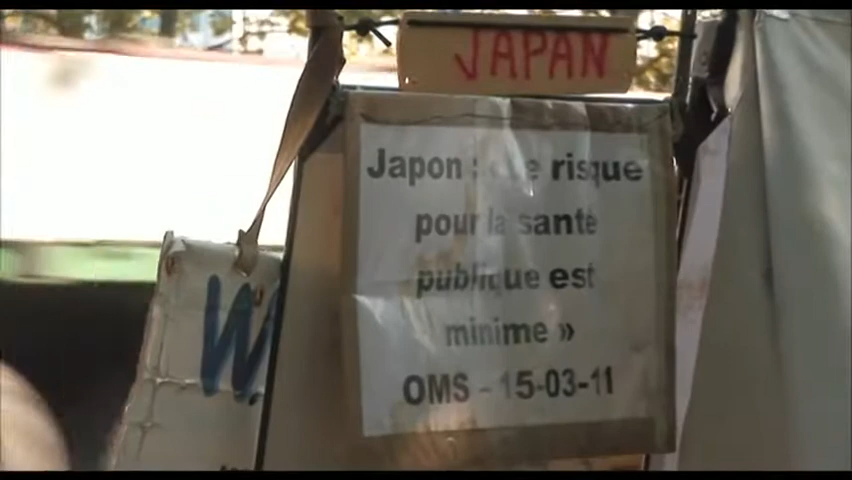 JAPAN
Japon : « le risque
pour la santé
publique est
minime »
OMS - 15-03-11
W